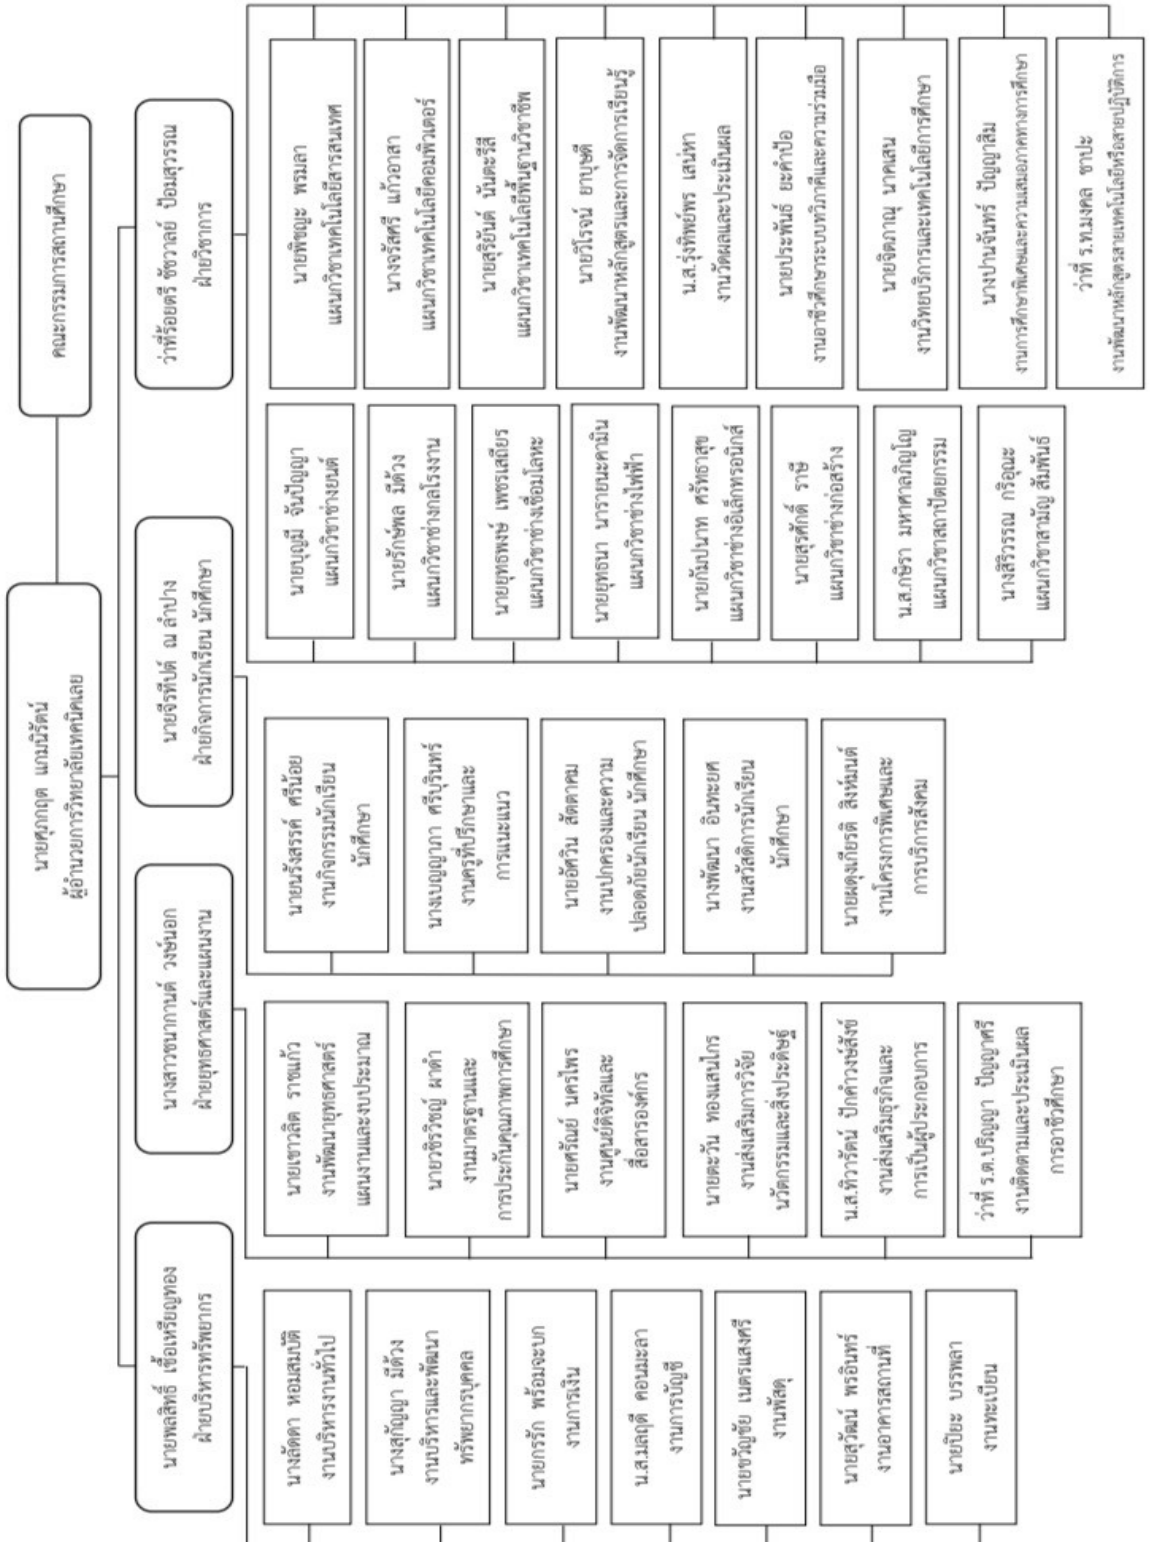 นายศุภกฤต แกมนิรัตน์
ผู้อำนวยการวิทยาลัยเทคนิคเลย
คณะกรรมการสถานศึกษา
นายพลสิทธิ์ เชื้อเหรียญทอง
ฝ่ายบริหารทรัพยากร
นางสาวชนากานต์ วงษ์นอก
ฝ่ายยุทธศาสตร์และแผนงาน
นายจีรทีปต์ ณ ลำปาง
ฝ่ายกิจการนักเรียน นักศึกษา
ว่าที่ร้อยตรี ชัชวาลย์ ป้อมสุวรรณ
ฝ่ายวิชาการ
นางลัดดา หอมสมบัติ
งานบริหารงานทั่วไป
นางสุกัญญา มีด้วง
งานบริหารและพัฒนา
ทรัพยากรบุคคล
นายกรรัก พร้อมจะบก
งานการเงิน
น.ส.มลฤดี คอนมะลา
งานการบัญชี
นายขวัญชัย เนตรแสงศรี
งานพัสดุ
นายสุวัฒน์ พรอินทร์
งานอาคารสถานที่
นายปิยะ บรรพลา
งานทะเบียน
นายเชาวลิต ราชแก้ว
งานพัฒนายุทธศาสตร์
แผนงานและงบประมาณ
นายวชิรวิชญ์ ผาดำ
งานมาตรฐานและ
การประกันคุณภาพการศึกษา
นายศรัณย์ นครไพร
งานศูนย์ดิจิทัลและ
สื่อสารองค์กร
นายตะวัน ทองแสนไกร
งานส่งเสริมการวิจัย
นวัตกรรมและสิ่งประดิษฐ์
น.ส.ทิวารัตน์ ปักคำวงษ์สังข์
งานส่งเสริมธุรกิจและ
การเป็นผู้ประกอบการ
ว่าที่ ร.ต.ปริญญา ปัญญาศรี
งานติดตามและประเมินผล
การอาชีวศึกษา
นายนรังสรรค์ ศรีน้อย
งานกิจกรรมนักเรียน
นักศึกษา
นางเบญญาภา ศรีบุรินทร์
งานครูที่ปรึกษาและ
การแนะแนว
นายอัศวิน สัตตาคม
งานปกครองและความ
ปลอดภัยนักเรียน นักศึกษา
นางพัฒนา อินทะยศ
งานสวัสดิการนักเรียน
นักศึกษา
นายผดุงเกียรติ สิงห์มนต์
งานโครงการพิเศษและ
การบริการสังคม
นายบุญมี จันปัญญา
แผนกวิชาช่างยนต์
นายรักษ์พล มีด้วง
แผนกวิชาช่างกลโรงงาน
นายยุทธพงษ์ เพชรเสถียร
แผนกวิชาช่างเชื่อมโลหะ
นายยุทธนา นารายนะคามิน
แผนกวิชาช่างไฟฟ้า
นายกัมปนาท ศรัทธาสุข
แผนกวิชาช่างอิเล็กทรอนิกส์
นายสุรศักดิ์ ราษี
แผนกวิชาช่างก่อสร้าง
น.ส.ภษิรา มหาศาลภิญโญ
แผนกวิชาสถาปัตยกรรม
นางสิริวรรณ กริอุณะ
แผนกวิชาสามัญ สัมพันธ์
นายพิชญะ พรมลา
แผนกวิชาเทคโนโลยีสารสนเทศ
นางจรัสศรี แก้วอาสา
แผนกวิชาเทคโนโลยีคอมพิวเตอร์
นายสุริยันต์ นันตะรีสี
แผนกวิชาเทคโนโลยีพื้นฐานวิชาชีพ
นายวิโรจน์ ยาบุษดี
งานพัฒนาหลักสูตรและการจัดการเรียนรู้
น.ส.รุ่งทิพย์พร เสน่หา
งานวัดผลและประเมินผล
นายประพันธ์ ยะคำป้อ
งานอาชีวศึกษาระบบทวิภาคีและความร่วมมือ
นายจิตภาณุ นาคเสน
งานวิทยบริการและเทคโนโลยีการศึกษา
นางปานจันทร์ ปัญญาสิม
งานการศึกษาพิเศษและความเสมอภาคทางการศึกษา
ว่าที่ ร.ท.มงคล ชาปะ
งานพัฒนาหลักสูตรสายเทคโนโลยีหรือสายปฏิบัติการ